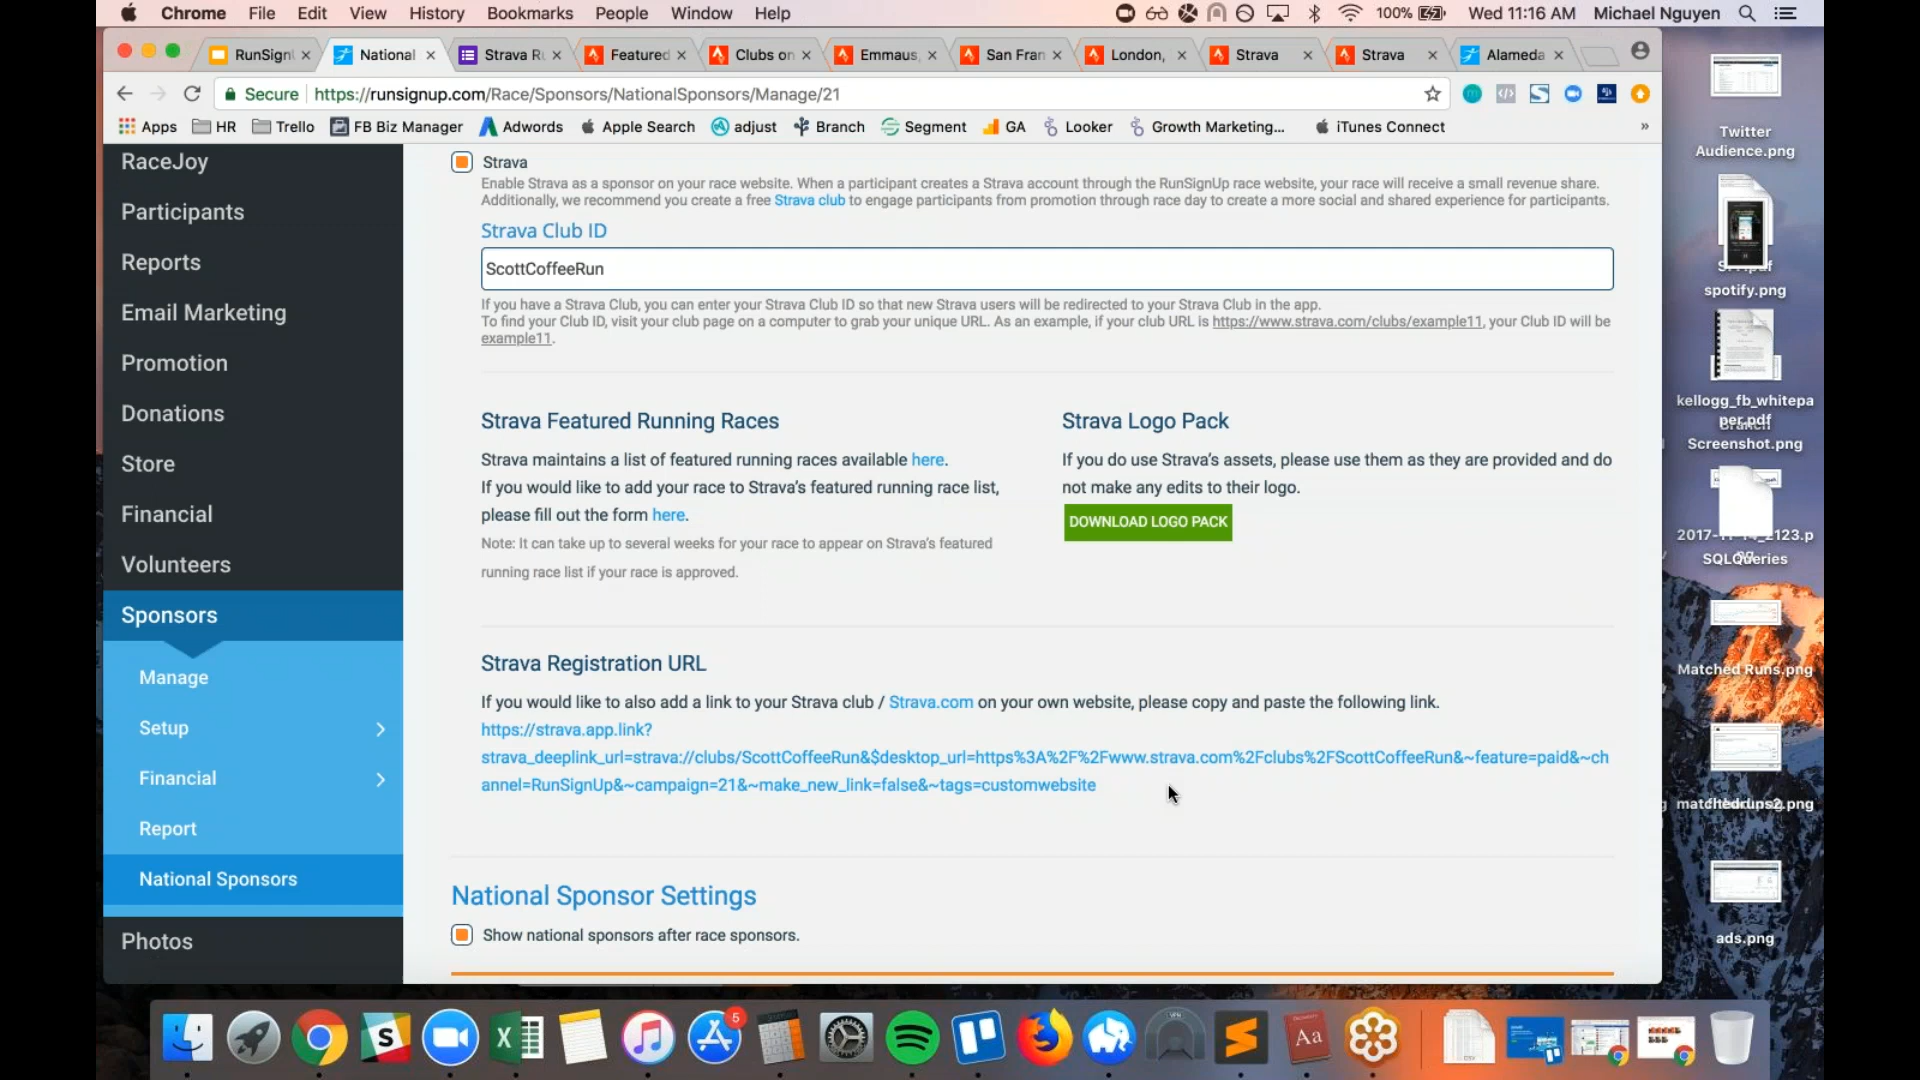 Chrome File Edit View History Bookmarks People Window Help 100% Wed 11:16 AM Michael Nguyen
RunSignU National Strava Ru Featured Clubs on Emmaus, San Fran London, Strava Strava Alameda
Secure https://runsignup.com/Race/Sponsors/NationalSponsors/Manage/21
Apps HR Trello FB Biz Manager Adwords Apple Search adjust Branch Segment GA Looker Growth Marketing... iTunes Connect »
RaceJoy
Participants
Reports
Email Marketing
Promotion
Donations
Store
Financial
Volunteers
Sponsors
Manage
Setup
Financial
Report
National Sponsors
Photos
Strava
Enable Strava as a sponsor on your race website. When a participant creates a Strava account through the RunSignUp race website, your race will receive a small revenue share.
Additionally, we recommend you create a free Strava club to engage participants from promotion through race day to create a more social and shared experience for participants.
Strava Club ID
ScottCoffeeRun
If you have a Strava Club, you can enter your Strava Club ID so that new Strava users will be redirected to your Strava Club in the app.
To find your Club ID, visit your club page on a computer to grab your unique URL. As an example, if your club URL is https://www.strava.com/clubs/example11, your Club ID will be
example11.
Strava Featured Running Races
Strava maintains a list of featured running races available here.
If you would like to add your race to Strava's featured running race list,
please fill out the form here.
Note: It can take up to several weeks for your race to appear on Strava's featured
running race list if your race is approved.
Strava Logo Pack
If you do use Strava's assets, please use them as they are provided and do
not make any edits to their logo.
DOWNLOAD LOGO PACK
Strava Registration URL
If you would like to also add a link to your Strava club / Strava.com on your own website, please copy and paste the following link.
https://strava.app.link?
strava_deeplink_url=strava://clubs/ScottCoffeeRun&$desktop_url=https%3A%2F%2Fwww.strava.com%2Fclubs%2FScottCoffeeRun&~feature=paid&~ch
annel=RunSignUp&~campaign=21&~make_new_link=false&~tags=customwebsite
National Sponsor Settings
Show national sponsors after race sponsors.
Twitter
Audience.png
spotify.png
kellogg_fb_whitepa
per.pdf
Screenshot.png
SQLQueries
Matched Runs.png
ads.png
5
Aa
VPN